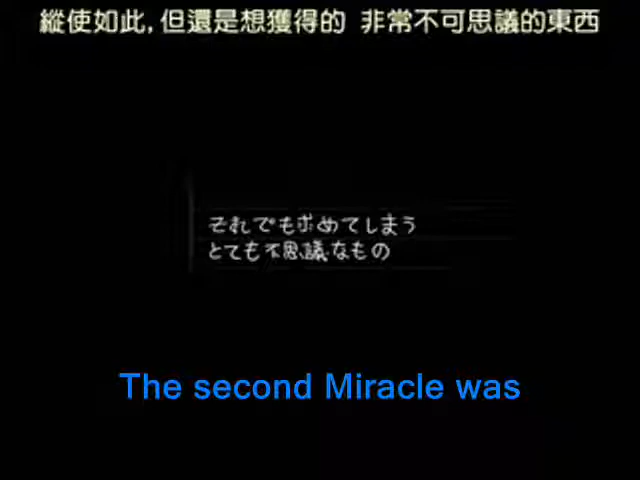 縱使如此,但還是想獲得的 非常不可思議的東西
それでも求めてしまう
とても不思議なもの
The second Miracle was